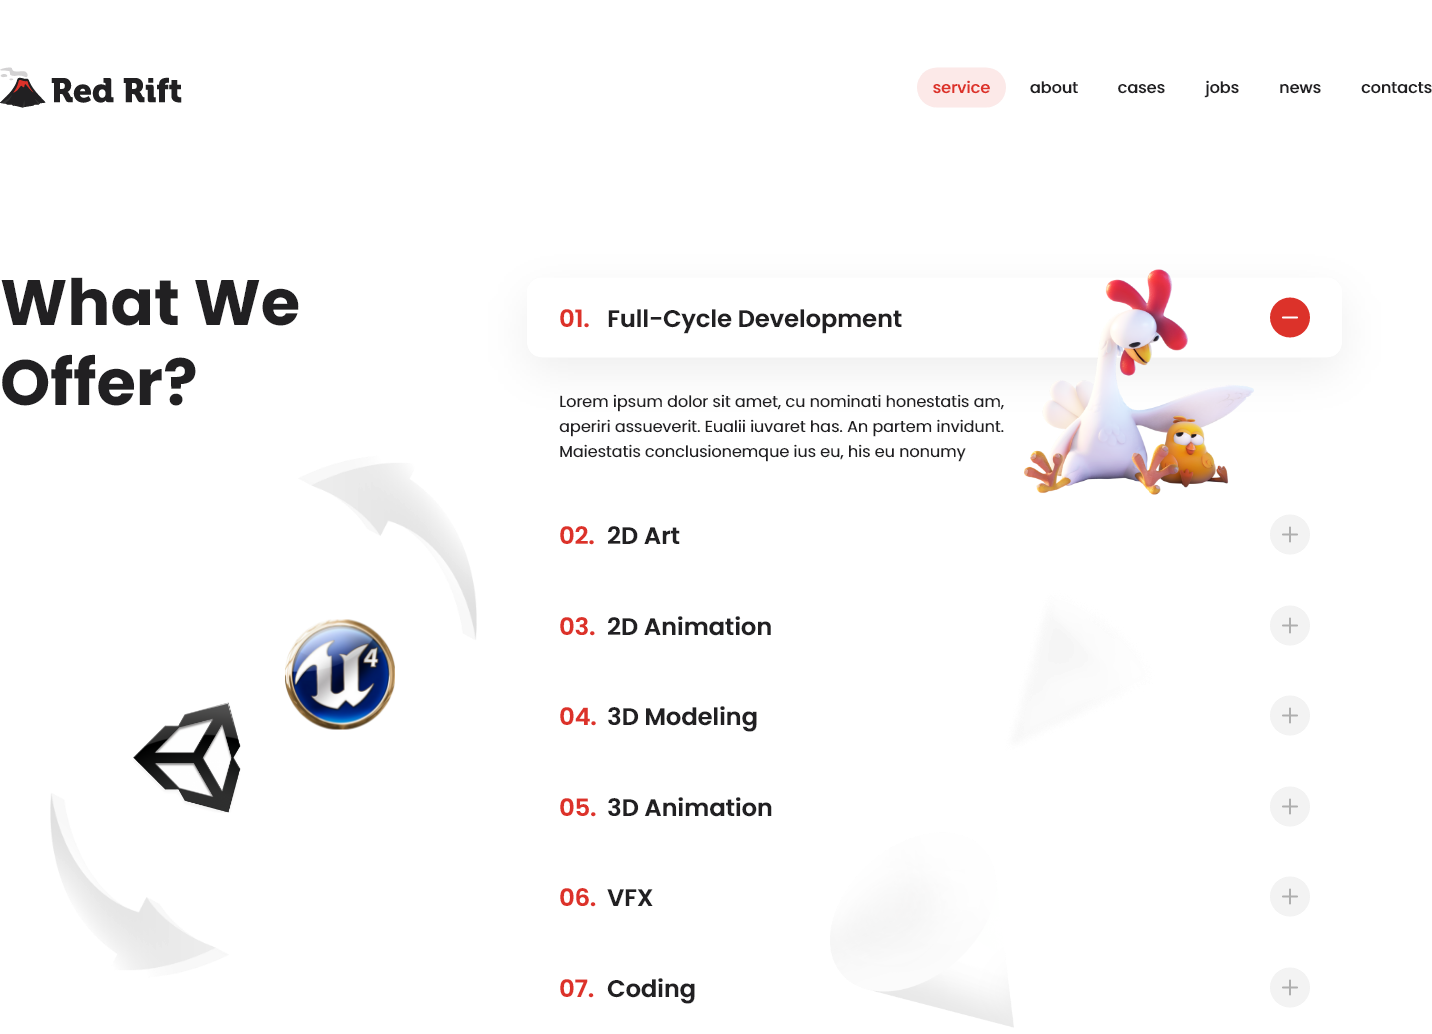 Red Rift
service
about
cases
jobs
news
contacts
What We
Offer?
01. Full-Cycle Development
Lorem ipsum dolor sit amet, cu nominati honestatis am,
aperiri assueverit. Eualii iuvaret has. An partem invidunt.
Maiestatis conclusionemque ius eu, his eu nonumy
02. 2D Art
03. 2D Animation
U4
04. 3D Modeling
05. 3D Animation
06. VFX
07. Coding